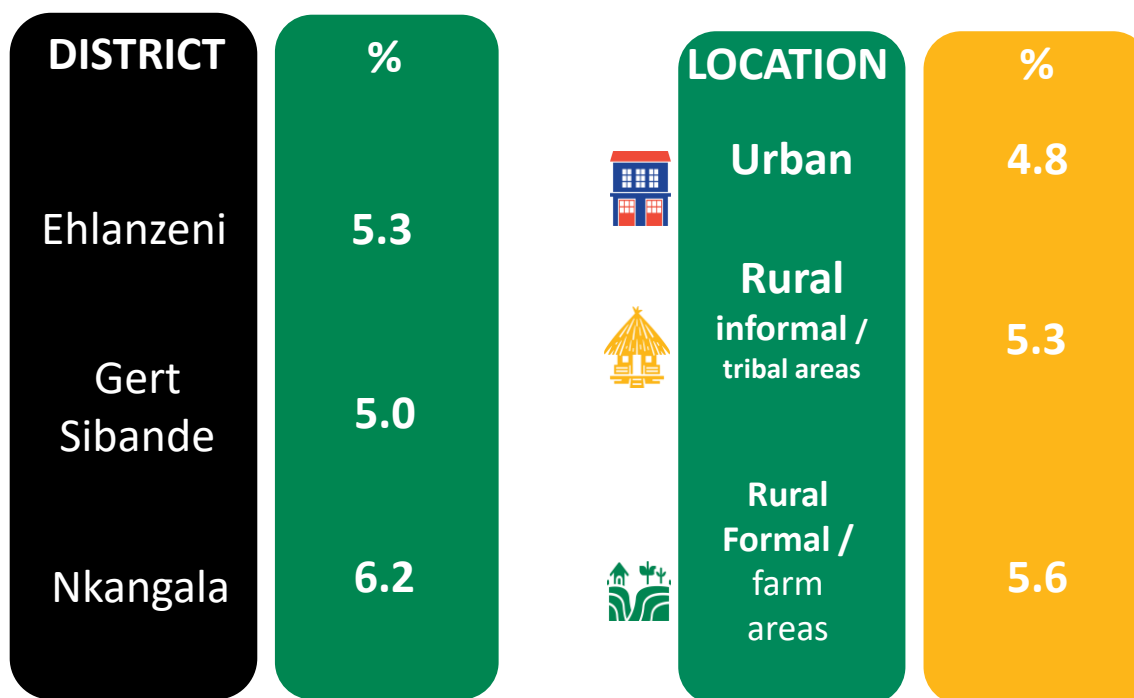 DISTRICT %
Ehlanzeni 5.3
Gert
Sibande 5.0
Nkangala 6.2
LOCATION %
Urban 4.8
Rural
informal /
tribal areas 5.3
Rural
Formal /
farm
areas 5.6